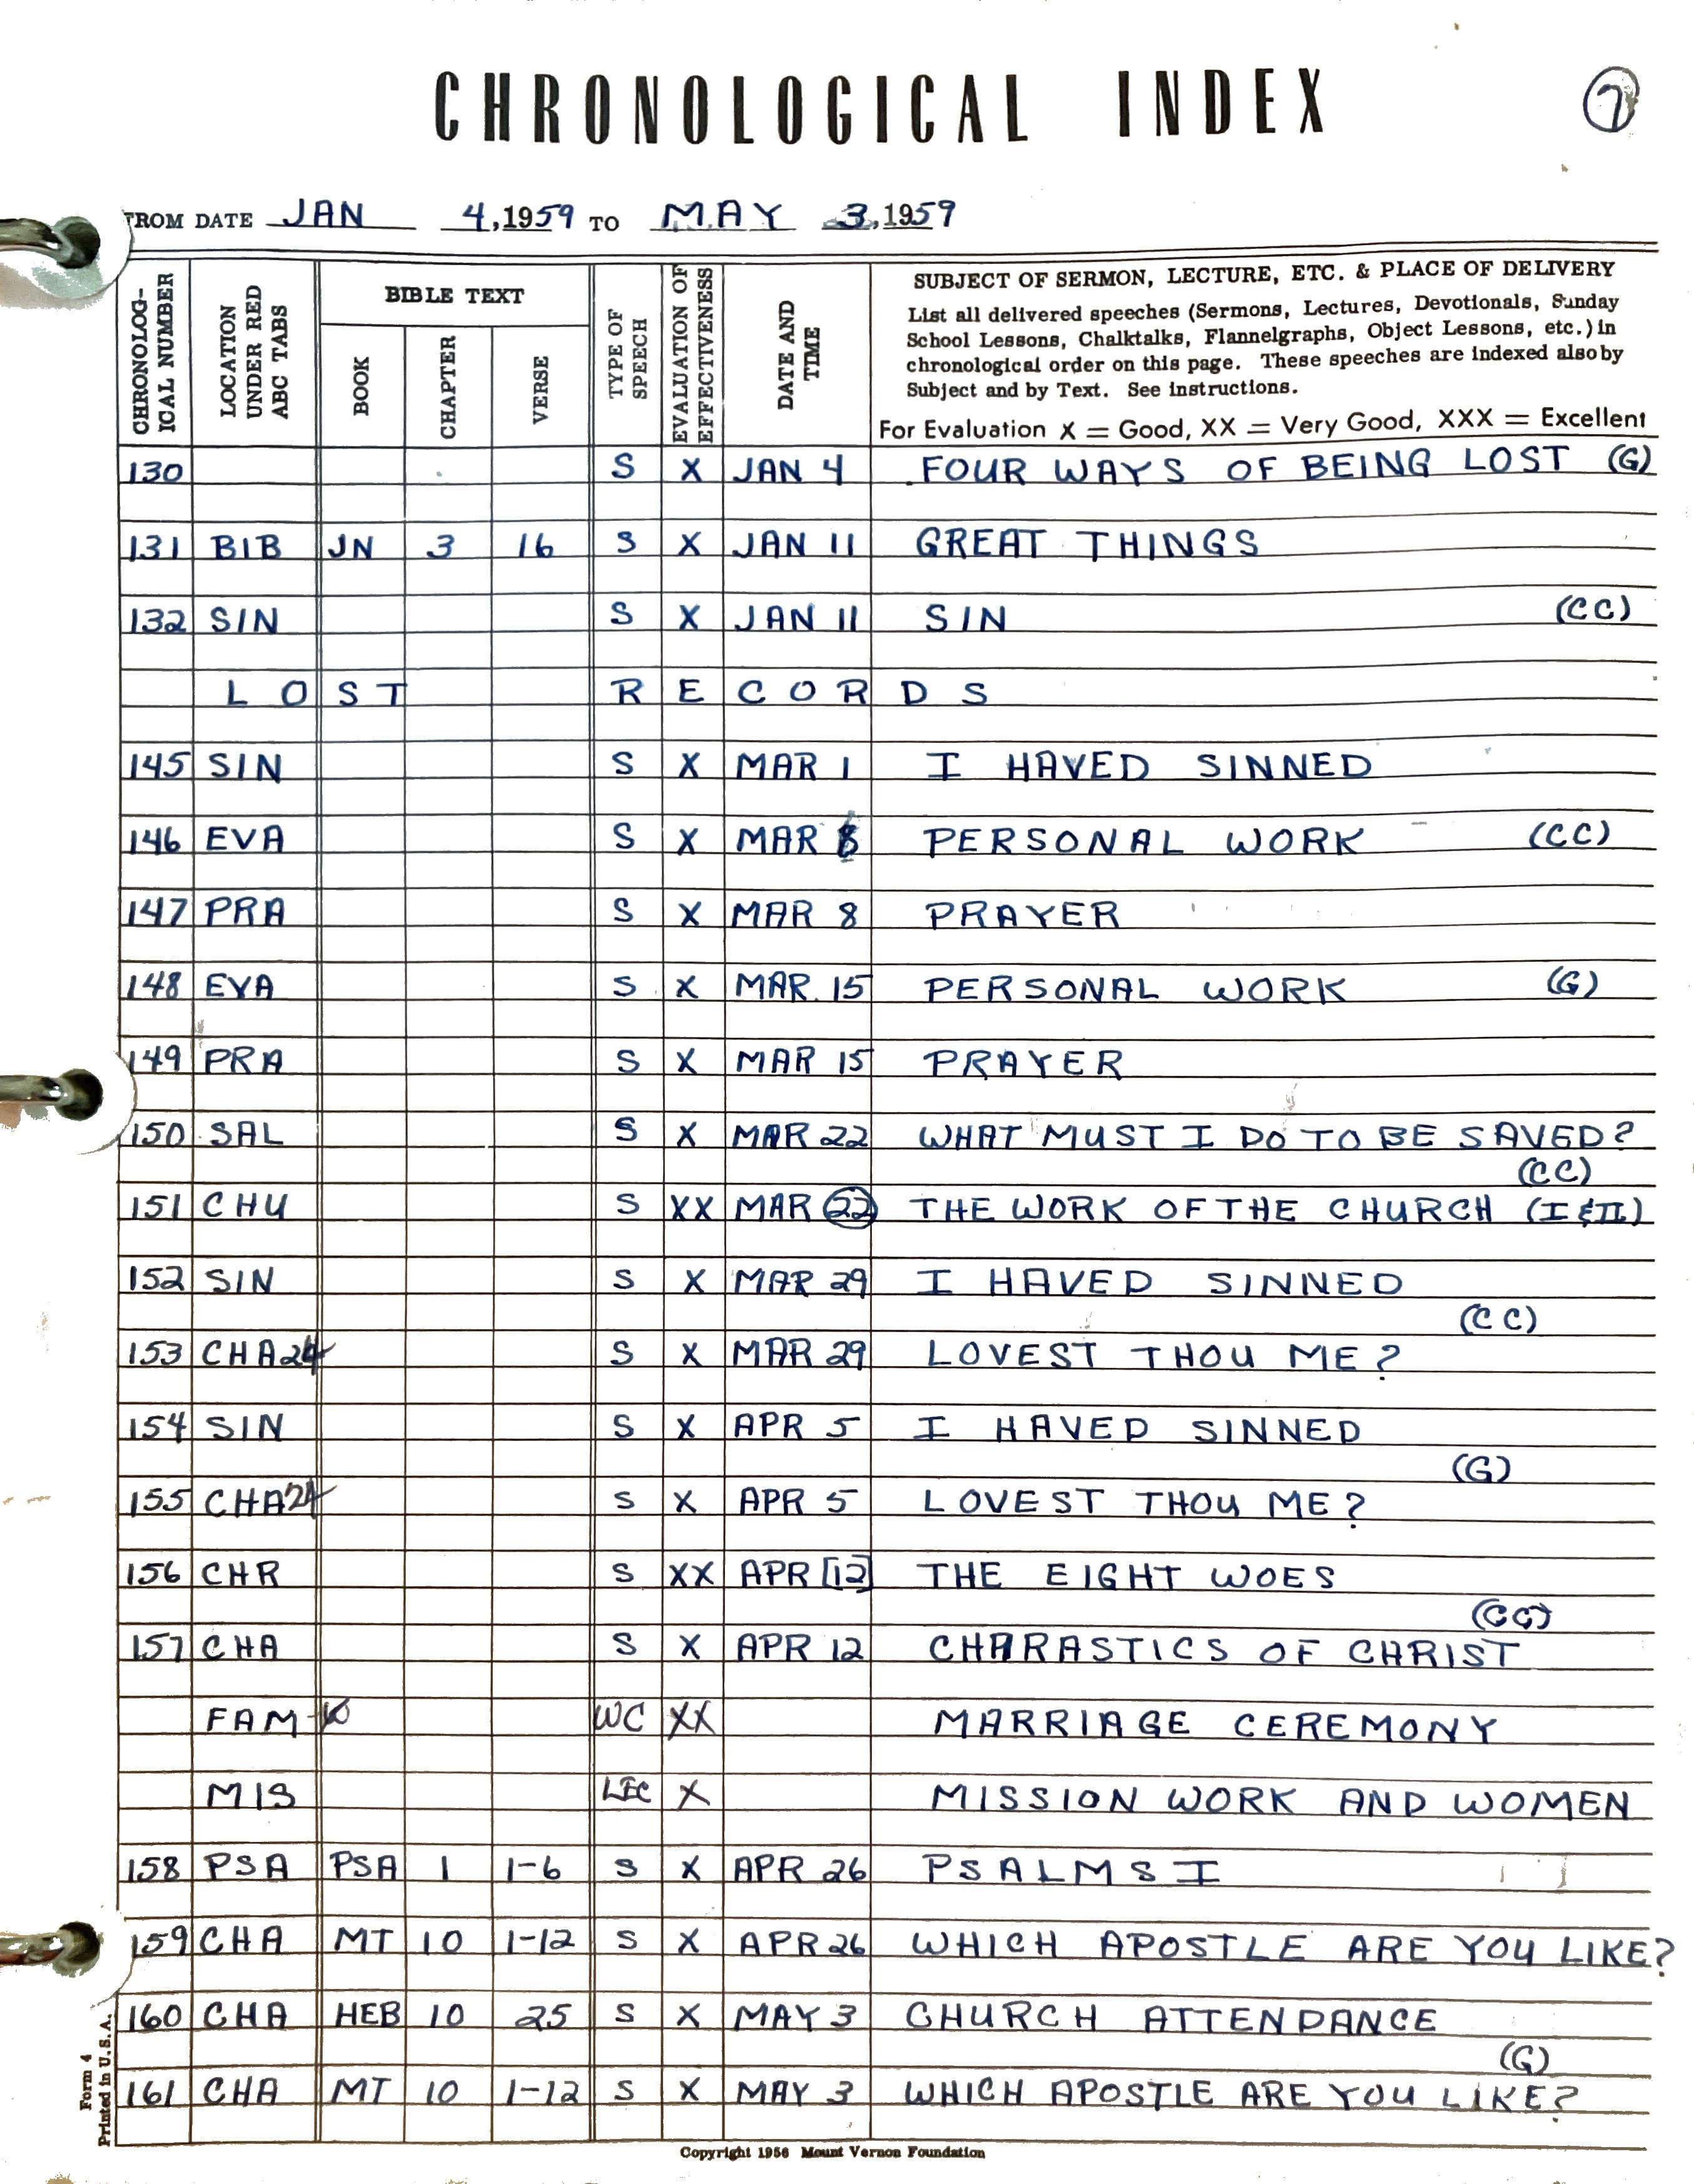 CHRONOLOGICAL INDEX
7
FROM DATE JAN 4, 1959 TO MAY 3, 1959
CHRONOLOG-ICAL NUMBER
LOCATION UNDER RED ABC TABS
BIBLE TEXT
BOOK
CHAPTER
VERSE
TYPE OF SPEECH
EVALUATION OF EFFECTIVENESS
DATE AND TIME
SUBJECT OF SERMON, LECTURE, ETC. & PLACE OF DELIVERY
List all delivered speeches (Sermons, Lectures, Devotionals, Sunday
School Lessons, Chalktalks, Flannelgraphs, Object Lessons, etc.) in
chronological order on this page. These speeches are indexed also by
Subject and by Text. See instructions.
For Evaluation X = Good, XX = Very Good, XXX = Excellent
130 S X JAN 4 FOUR WAYS OF BEING LOST (G)
131 BIB JN 3 16 S X JAN 11 GREAT THINGS
132 SIN S X JAN 11 SIN (CC)
LOST RECORDS
145 SIN S X MAR 1 I HAVED SINNED
146 EVA S X MAR PERSONAL WORK (CC)
147 PRA S X MAR 8 PRAYER
148 EVA S X MAR 15 PERSONAL WORK (G)
149 PRA S X MAR 15 PRAYER
150 SAL S X MAR 22 WHAT MUST I DO TO BE SAVED?
(CC)
151 CHU S XX MAR 22 THE WORK OF THE CHURCH (I & II)
152 SIN S X MAR 29 I HAVED SINNED
(CC)
153 CHA24 S X MAR 29 LOVEST THOU ME?
154 SIN S X APR 5 I HAVED SINNED
(G)
155 CHA24 S X APR 5 LOVEST THOU ME?
156 CHR S XX APR [12] THE EIGHT WOES
157 CHA S X APR 12 CHARASTICS OF CHRIST
FAM WC XX MARRIAGE CEREMONY
MIS LEC X MISSION WORK AND WOMEN
158 PSA PSA 1 1-6 S X APR 26 PSALMS I
159 CHA MT 10 1-12 S X APR 26 WHICH APOSTLE ARE YOU LIKE?
160 CHA HEB 10 25 S X MAY 3 CHURCH ATTENDANCE
(G)
161 CHA MT 10 1-12 S X MAY 3 WHICH APOSTLE ARE YOU LIKE?
Form 4
Printed in U.S.A.
Copyright 1956 Mount Vernon Foundation